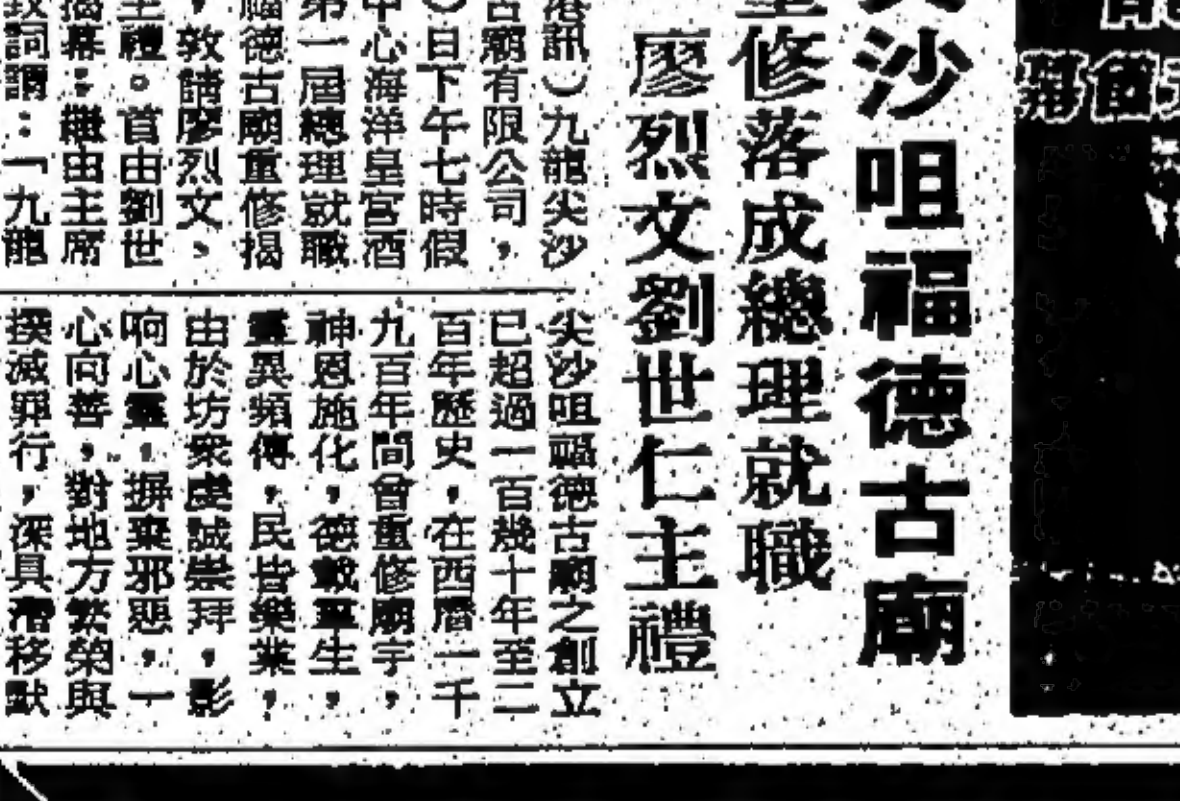 沙咀福德古廟
修落成總理就職
廖烈文劉世仁主禮
港訊）九龍尖沙
古廟有限公司，
）日下午七時假
中心海洋皇宮酒
第一屆總理就職
福德古廟重修揭
，敦請廖烈文、
主禮。首由劉世
揭幕；繼由主席
致詞謂：「九龍
尖沙咀福德古廟之創立
已超過一百幾十年至二
百年歷史，在西曆一千
九百年間曾重修廟宇，
神恩施化，德載羣生，
靈異頻傳，民皆樂業，
由於坊衆虔誠崇拜，影
响心靈，摒棄邪惡，一
心向善，對地方繁榮與
撲滅罪行，深具潛移默